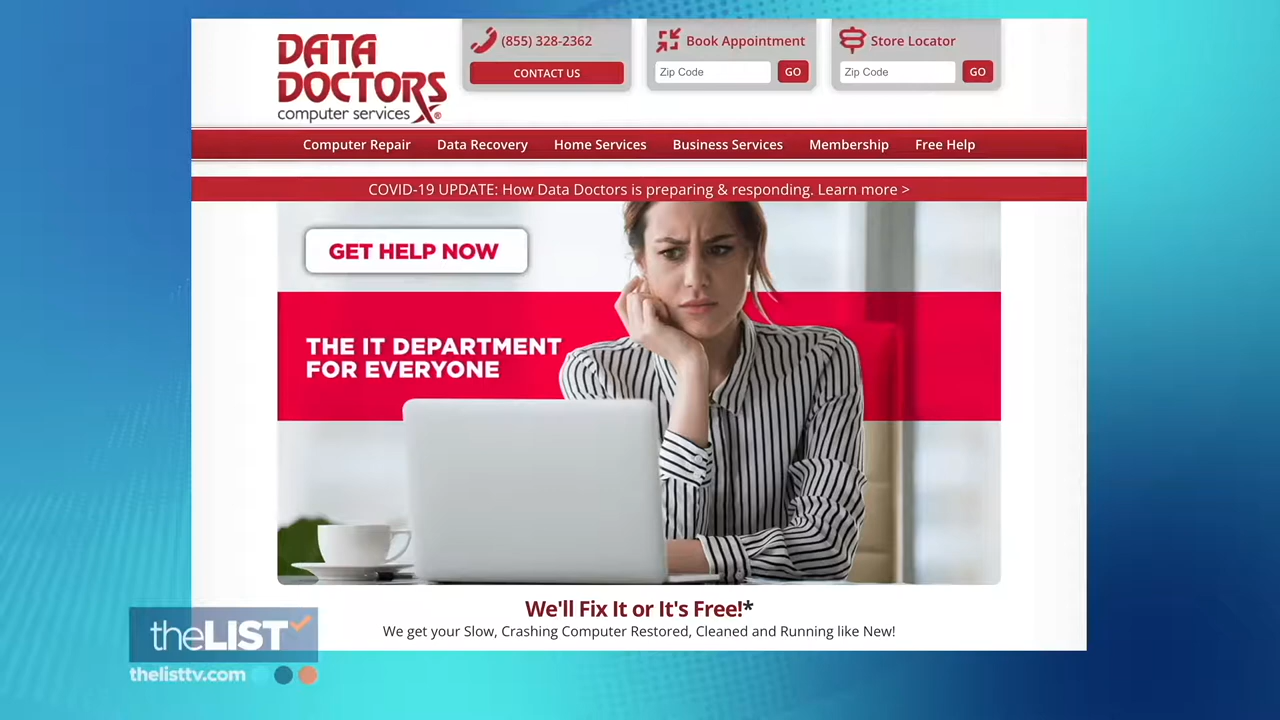 DATA
DOCTORS
computer services
(855) 328-2362
CONTACT US
Book Appointment
Zip Code
GO
Store Locator
Zip Code
GO
Computer Repair
Data Recovery
Home Services
Business Services
Membership
Free Help
COVID-19 UPDATE: How Data Doctors is preparing & responding. Learn more >
GET HELP NOW
THE IT DEPARTMENT
FOR EVERYONE
We'll Fix It or It's Free!*
We get your Slow, Crashing Computer Restored, Cleaned and Running like New!
theLIST
thelisttv.com